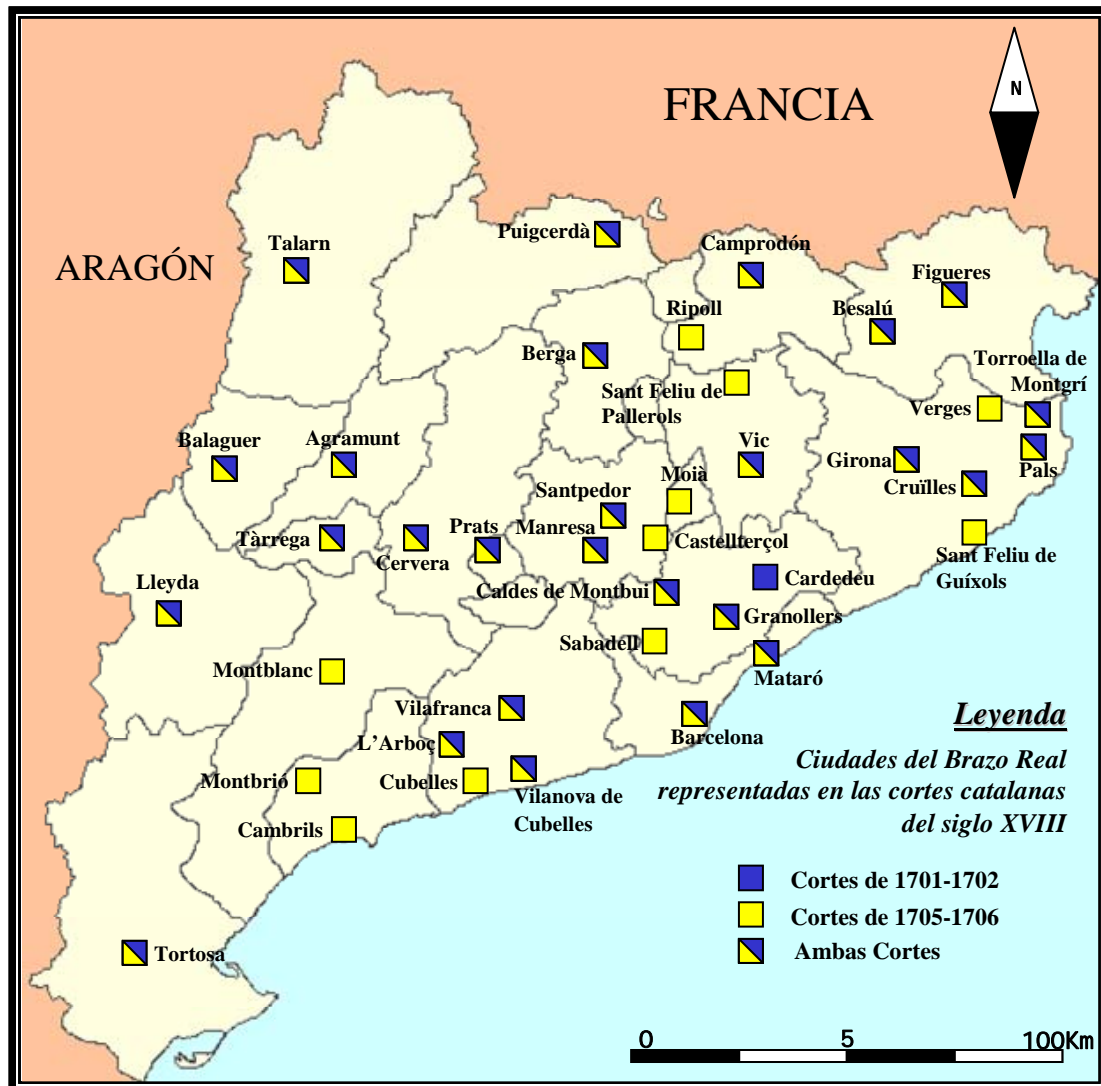 FRANCIA
N
ARAGÓN
Talarn
Puigcerdà
Camprodón
Figueres
Besalú
Ripoll
Berga
Torroella de
Montgrí
Sant Feliu de
Pallerols
Verges
Balaguer
Agramunt
Vic
Girona
Pals
Cruïlles
Moià
Santpedor
Manresa
Prats
Tàrrega
Cervera
Castellterçol
Sant Feliu de
Guíxols
Lleyda
Caldes de Montbui
Cardedeu
Granollers
Sabadell
Montblanc
Mataró
Vilafranca
Barcelona
L'Arboç
Montbrió
Cubelles
Vilanova de
Cubelles
Cambrils
Tortosa
Leyenda
Ciudades del Brazo Real
representadas en las cortes catalanas
del siglo XVIII
Cortes de 1701-1702
Cortes de 1705-1706
Ambas Cortes
0 5 100Km